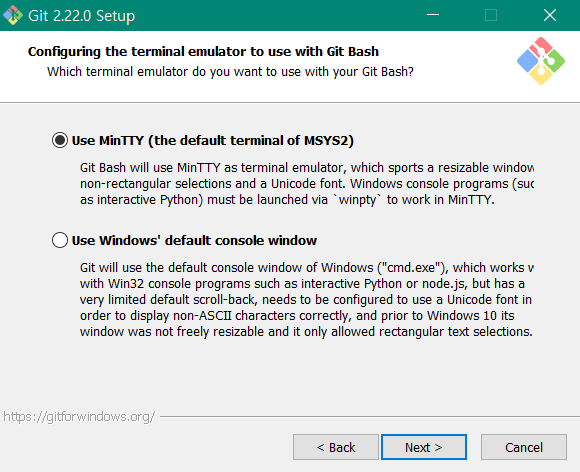 Git 2.22.0 Setup
Configuring the terminal emulator to use with Git Bash
Which terminal emulator do you want to use with your Git Bash?
Use MinTTY (the default terminal of MSYS2)
Git Bash will use MinTTY as terminal emulator, which sports a resizable window
non-rectangular selections and a Unicode font. Windows console programs (suc
as interactive Python) must be launched via `winpty` to work in MinTTY.
Use Windows' default console window
Git will use the default console window of Windows ("cmd.exe"), which works w
with Win32 console programs such as interactive Python or node.js, but has a
very limited default scroll-back, needs to be configured to use a Unicode font in
order to display non-ASCII characters correctly, and prior to Windows 10 its
window was not freely resizable and it only allowed rectangular text selections.
https://gitforwindows.org/
< Back
Next >
Cancel